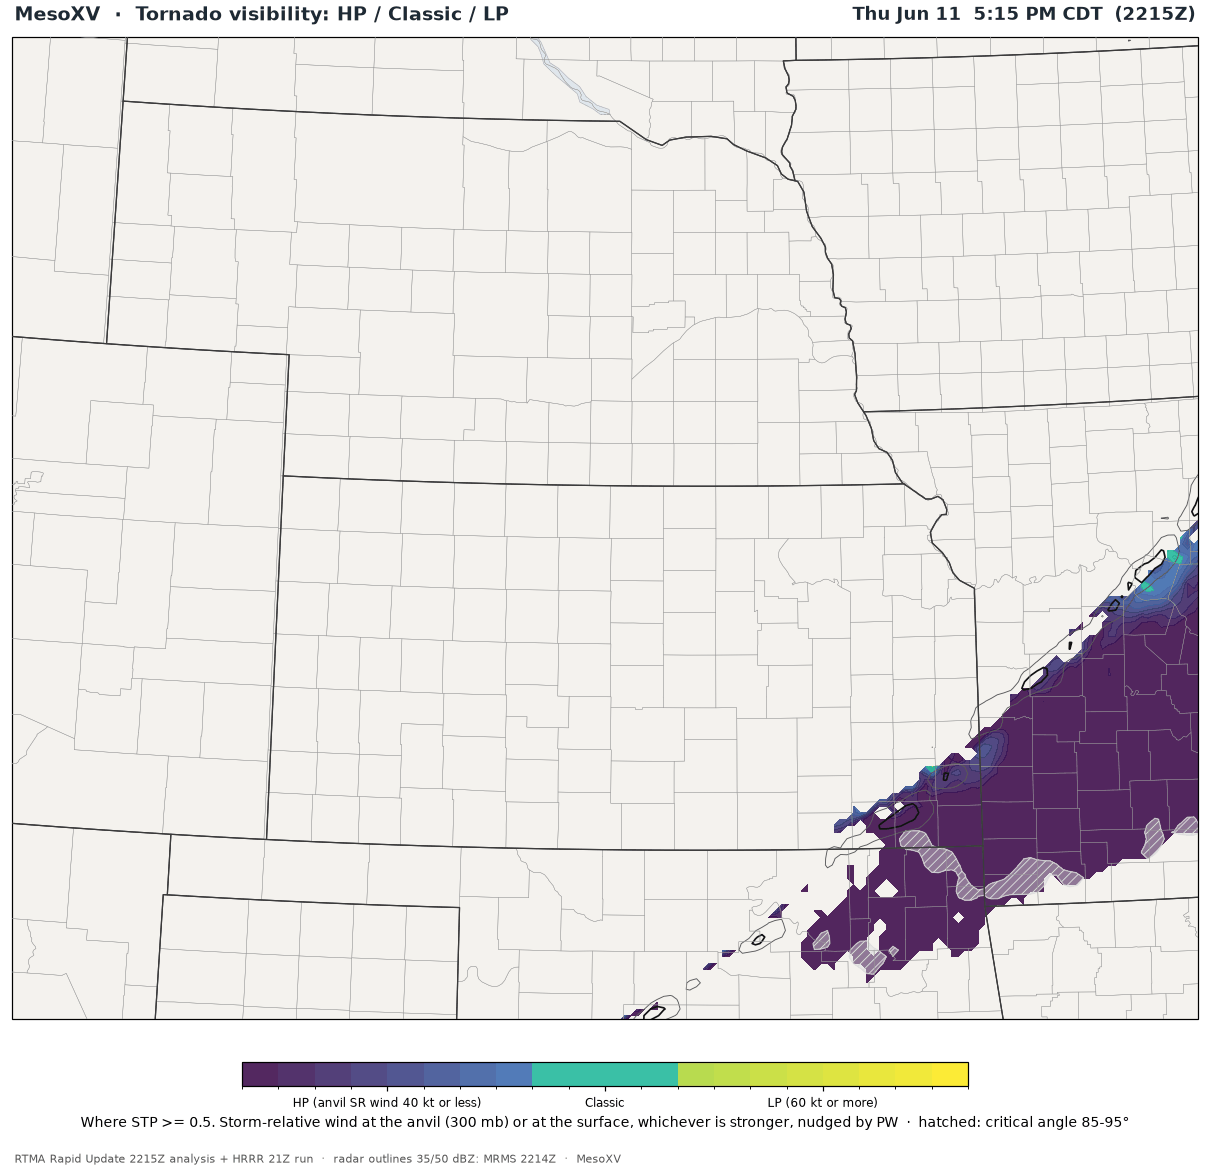 MesoXV · Tornado visibility: HP / Classic / LP
Thu Jun 11 5:15 PM CDT (2215Z)
HP (anvil SR wind 40 kt or less)
Classic
LP (60 kt or more)
Where STP >= 0.5. Storm-relative wind at the anvil (300 mb) or at the surface, whichever is stronger, nudged by PW · hatched: critical angle 85-95°
RTMA Rapid Update 2215Z analysis + HRRR 21Z run · radar outlines 35/50 dBZ: MRMS 2214Z · MesoXV